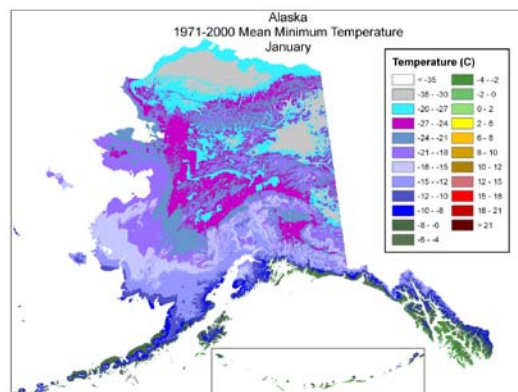 Alaska
1971-2000 Mean Minimum Temperature
January
Temperature (C)
< -35
-35 - -30
-20 - -27
-27 - -24
-24 - -21
-21 - -18
-18 - -15
-15 - -12
-12 - -10
-10 - -8
-8 - -6
-6 - -4
-4 - -2
-2 - 0
0 - 2
2 - 6
6 - 8
8 - 10
10 - 12
12 - 15
15 - 18
18 - 21
> 21